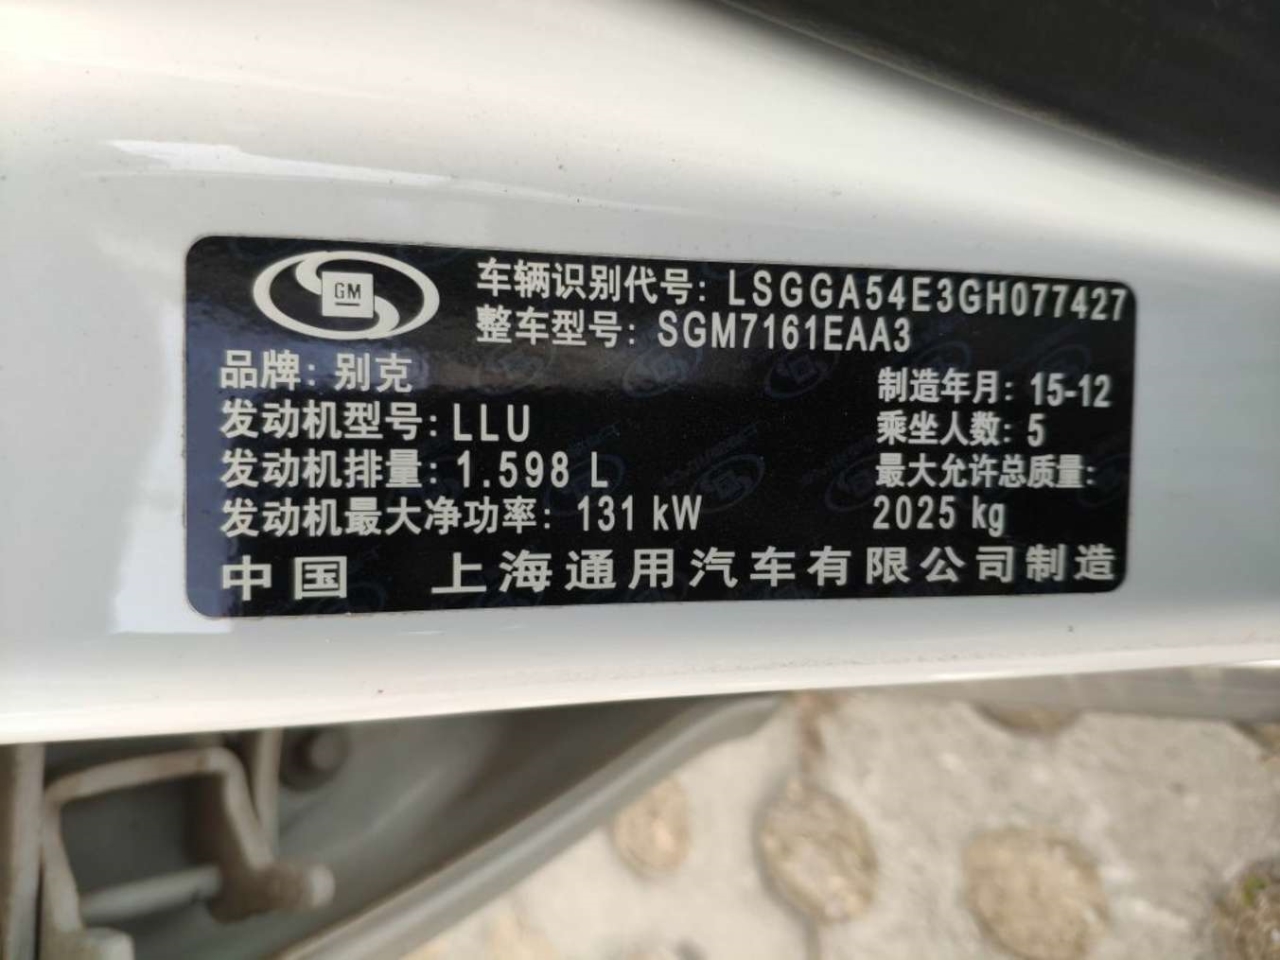 GM
车辆识别代号: LSGGA54E3GH077427
整车型号: SGM7161EAA3
品牌: 别克
制造年月: 15-12
发动机型号: LLU
乘坐人数: 5
发动机排量: 1.598 L
最大允许总质量:
发动机最大净功率: 131 kW
2025 kg
中国 上海通用汽车有限公司制造